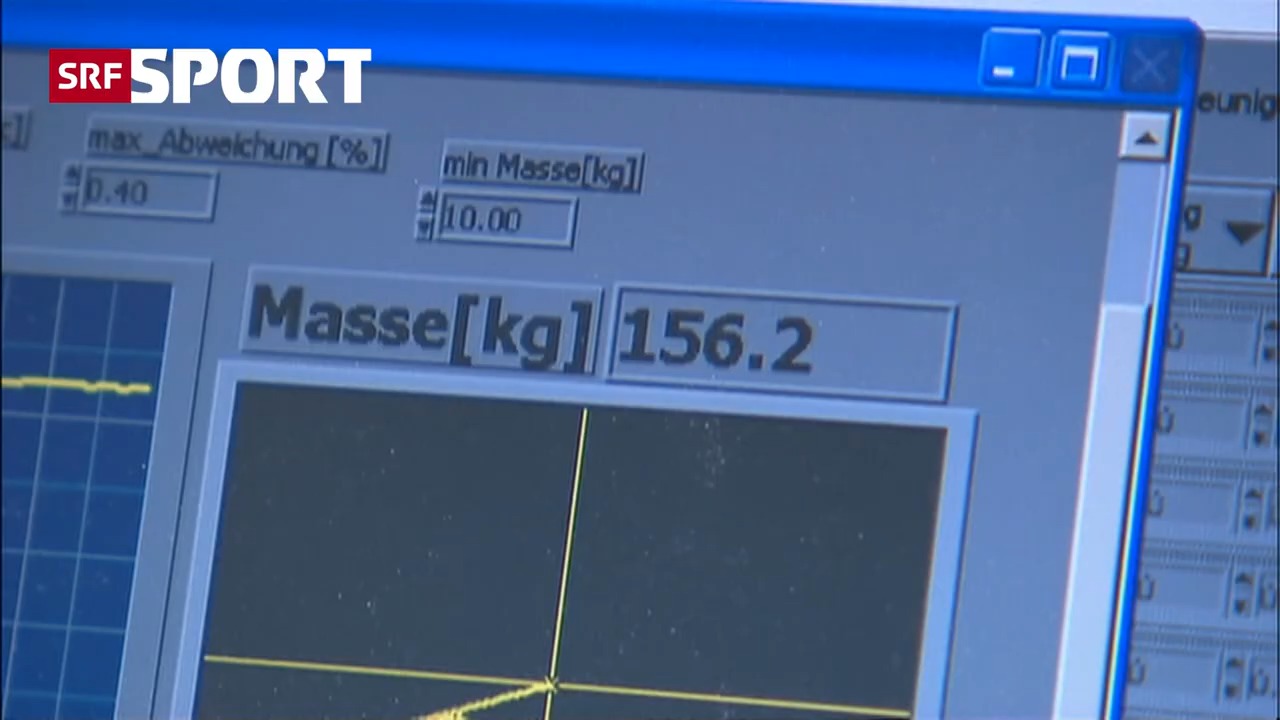 SRF SPORT
max_Abweichung [%]
0.40
min Masse[kg]
10.00
Masse[kg] 156.2